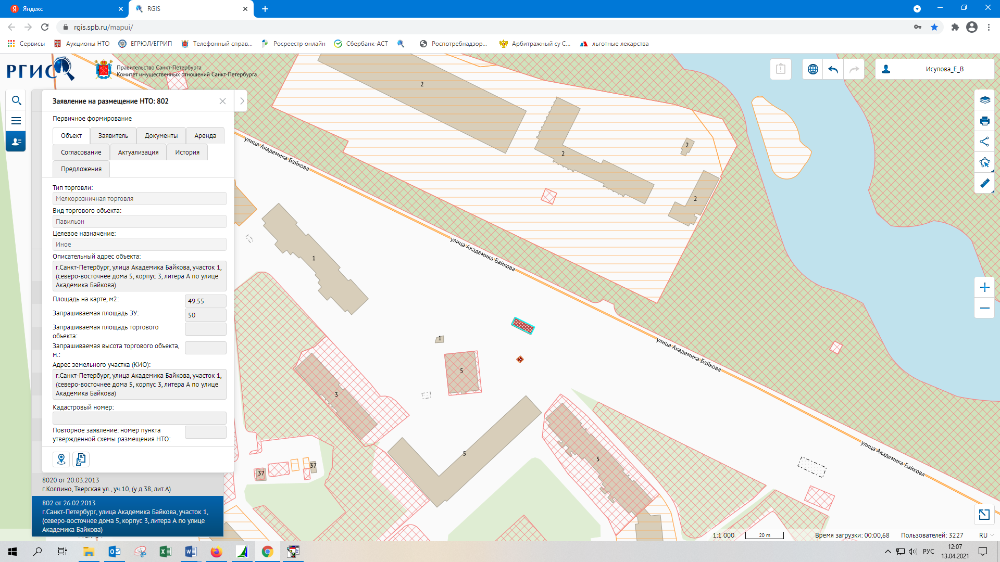 Яндекс
RGIS
rgis.spb.ru/mapui/
Сервисы
Аукционы НТО
ЕГРЮЛ/ЕГРИП
Телефонный справ...
Росреестр онлайн
Сбербанк-АСТ
Роспотребнадзор...
Арбитражный су С...
льготные лекарства
РГИС
Правительство Санкт-Петербурга
Комитет имущественных отношений Санкт-Петербурга
Исупова_Е_В
Заявление на размещение НТО: 802
Первичное формирование
Объект
Заявитель
Документы
Аренда
Согласование
Актуализация
История
Предложения
Тип торговли:
Мелкорозничная торговля
Вид торгового объекта:
Павильон
Целевое назначение:
Иное
Описательный адрес объекта:
г.Санкт-Петербург, улица Академика Байкова, участок 1,
(северо-восточнее дома 5, корпус 3, литера А по улице
Академика Байкова)
Площадь на карте, м2:
49.55
Запрашиваемая площадь ЗУ:
50
Запрашиваемая площадь торгового
объекта:
Запрашиваемая высота торгового объекта,
м.:
Адрес земельного участка (КИО):
г.Санкт-Петербург, улица Академика Байкова, участок 1,
(северо-восточнее дома 5, корпус 3, литера А по улице
Академика Байкова)
Кадастровый номер:
Повторное заявление: номер пункта
утвержденной схемы размещения НТО:
8020 от 20.03.2013
г.Колпино, Тверская ул., уч.10, (у д.38, лит.А)
802 от 26.02.2013
г.Санкт-Петербург, улица Академика Байкова, участок 1,
(северо-восточнее дома 5, корпус 3, литера А по улице
Академика Байкова)
2
2
2
2
улица Академика Байкова
улица Академика Байкова
улица Академика Байкова
улица Академика Байкова
1
1
5
3
5
5
37
37
1:1 000
20 m
Время загрузки: 00:00,68
Пользователей: 3227
RU
РУС
12:07
13.04.2021